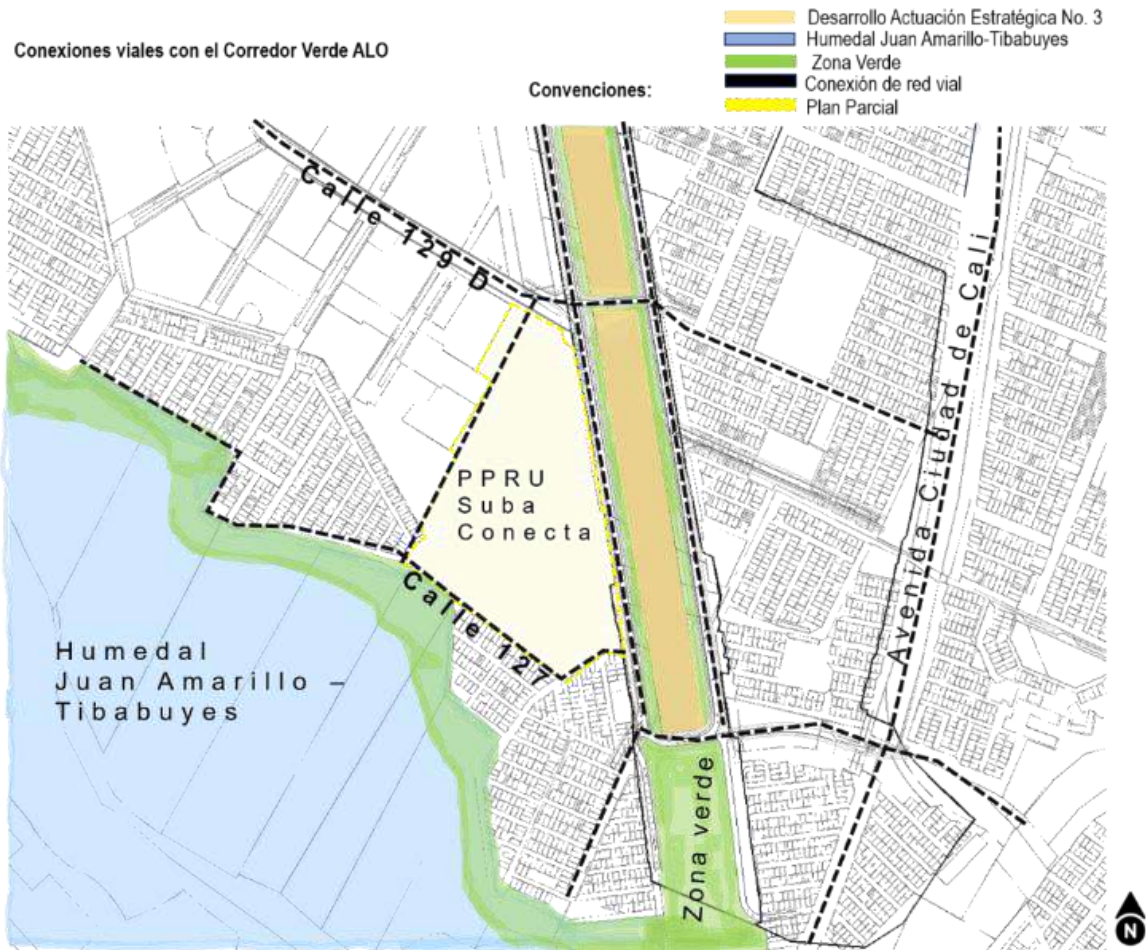 Desarrollo Actuación Estratégica No. 3
Conexiones viales con el Corredor Verde ALO
Humedal Juan Amarillo-Tibabuyes
Zona Verde
Convenciones:
Conexión de red vial
Plan Parcial
Calle 129 D
Avenida Ciudad de Cali
PPRU
Suba
Conecta
Calle 127
Humedal
Juan Amarillo –
Tibabuyes
Zona verde
N